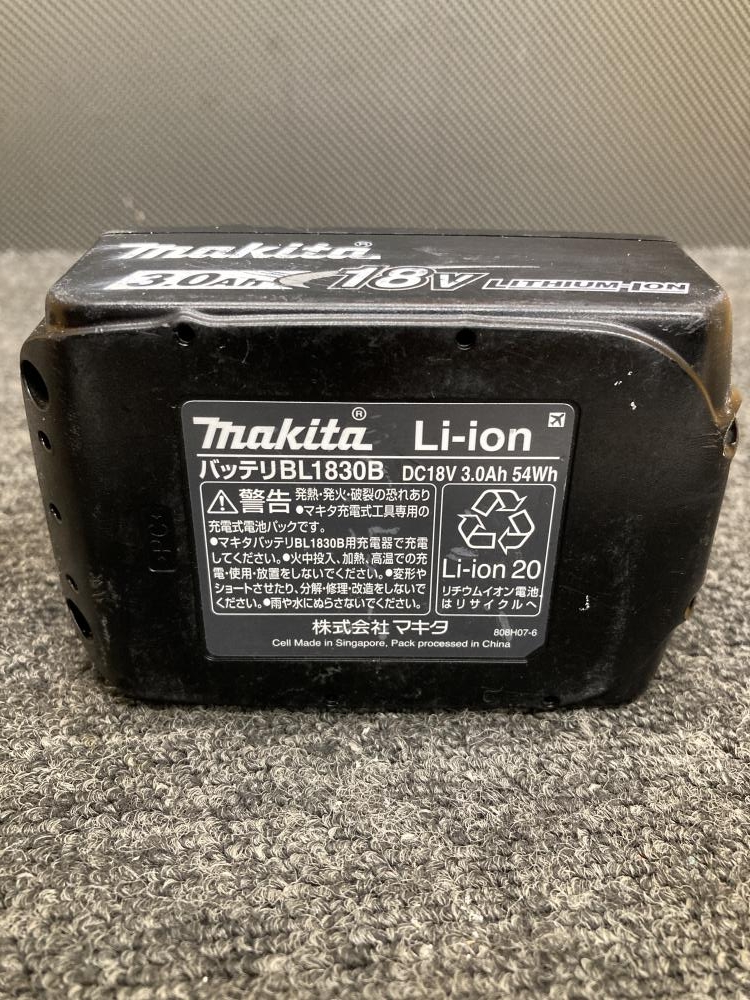 makita®
3.0Ah 18V LITHIUM-ION
makita® Li-ion
バッテリBL1830B DC18V 3.0Ah 54Wh
警告 発熱・発火・破裂の恐れあり
●マキタ充電式工具専用の
充電式電池パックです。
●マキタバッテリBL1830B用充電器で充電
してください。●火中投入、加熱、高温での充
電・使用・放置をしないでください。●変形や
ショートさせたり、分解・修理・改造をしないで
ください。●雨や水にぬらさないでください。
Li-ion 20
リチウムイオン電池
はリサイクルへ
株式会社マキタ
808H07-6
Cell Made in Singapore, Pack processed in China